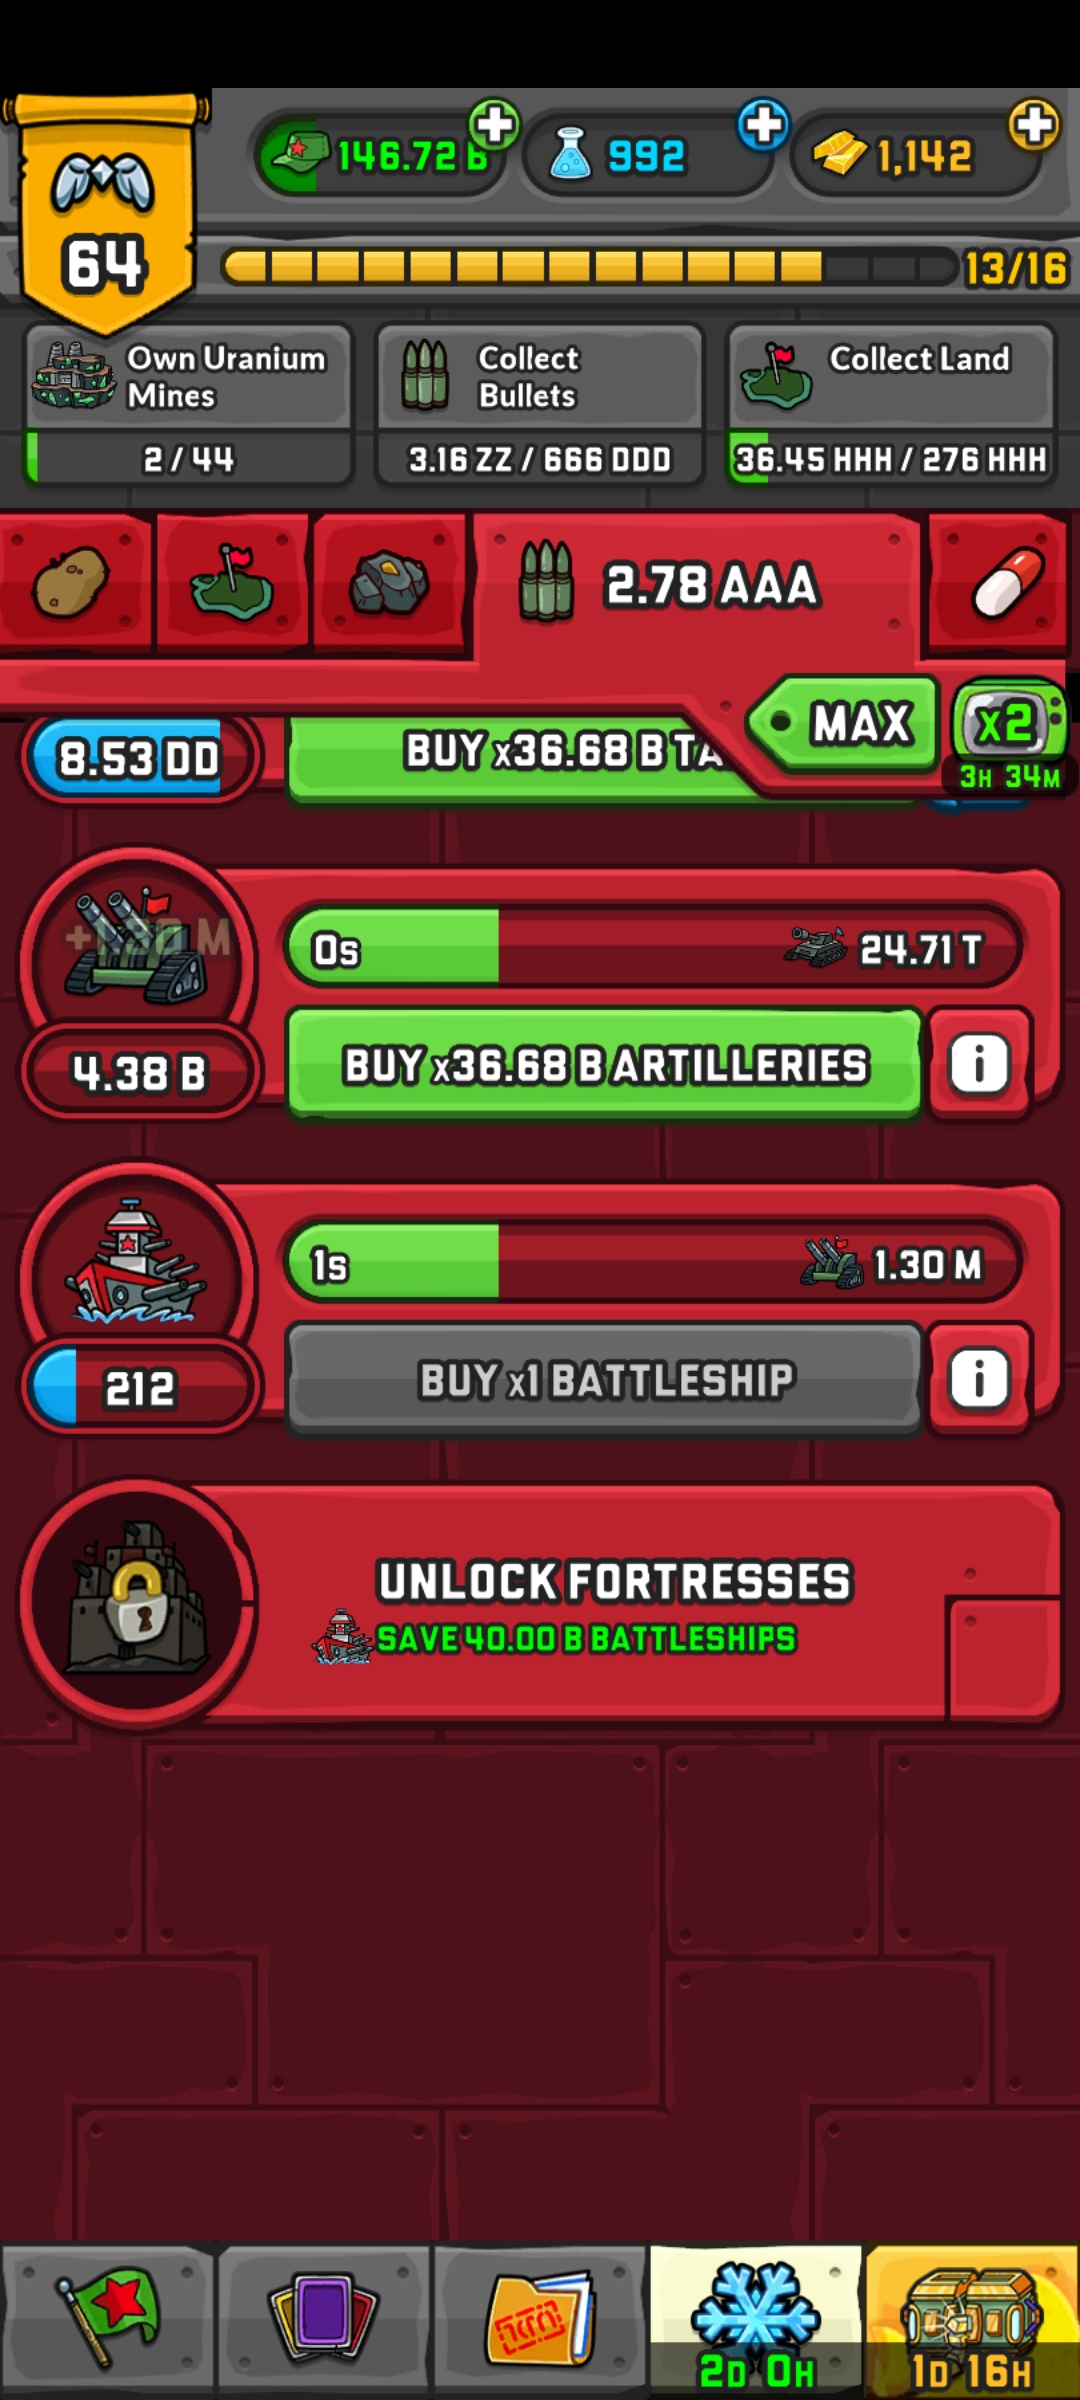 146.72 B
992
1,142
64
13/16
Own Uranium
Mines
2 / 44
Collect
Bullets
3.16 ZZ / 666 DDD
Collect Land
36.45 HHH / 276 HHH
2.78 AAA
MAX
x2
3H 34M
8.53 DD
BUY x36.68 B TA
0s
24.71 T
4.38 B
BUY x36.68 B ARTILLERIES
i
1s
1.30 M
212
BUY x1 BATTLESHIP
i
UNLOCK FORTRESSES
SAVE 40.00 B BATTLESHIPS
2D 0H
1D 16H